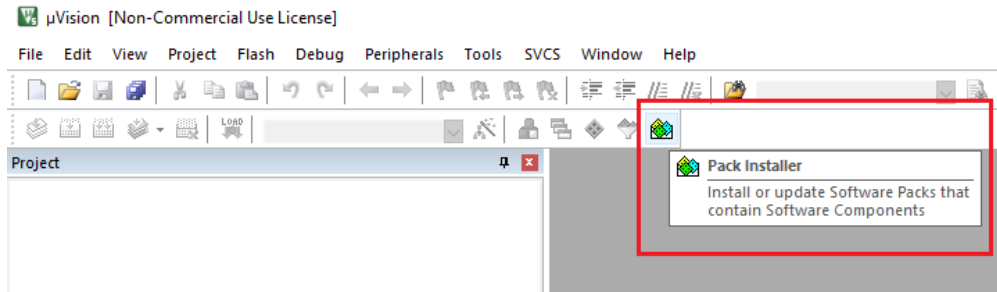 µVision [Non-Commercial Use License]
File Edit View Project Flash Debug Peripherals Tools SVCS Window Help
LOAD
Project
Pack Installer
Install or update Software Packs that
contain Software Components